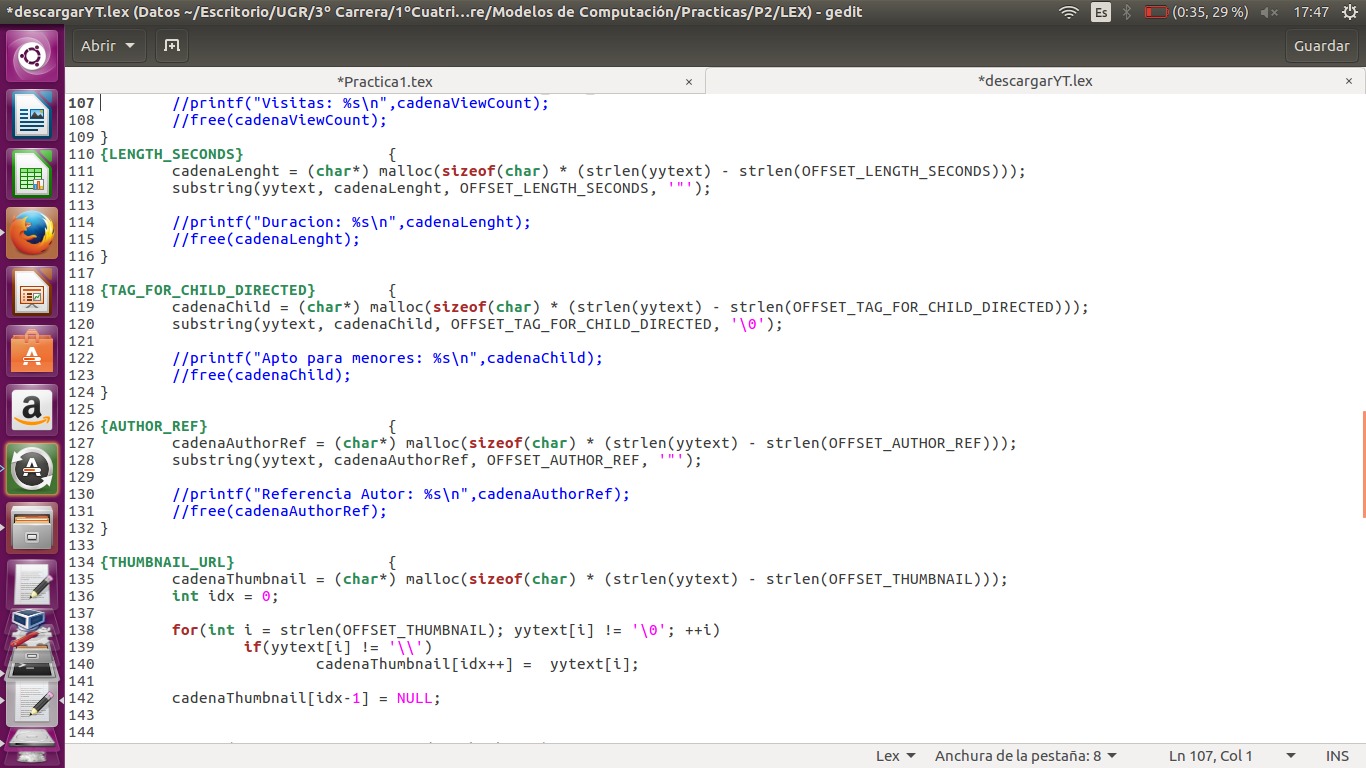 *descargarYT.lex (Datos ~/Escritorio/UGR/3º Carrera/1ºCuatri...re/Modelos de Computación/Practicas/P2/LEX) - gedit
Es
(0:35, 29 %)
17:47
Abrir
Guardar
*Practica1.tex ×
*descargarYT.lex ×
107 //printf("Visitas: %s\n",cadenaViewCount);
108 //free(cadenaViewCount);
109 }
110 {LENGTH_SECONDS} {
111 cadenaLenght = (char*) malloc(sizeof(char) * (strlen(yytext) - strlen(OFFSET_LENGTH_SECONDS)));
112 substring(yytext, cadenaLenght, OFFSET_LENGTH_SECONDS, '"');
113
114 //printf("Duracion: %s\n",cadenaLenght);
115 //free(cadenaLenght);
116 }
117
118 {TAG_FOR_CHILD_DIRECTED} {
119 cadenaChild = (char*) malloc(sizeof(char) * (strlen(yytext) - strlen(OFFSET_TAG_FOR_CHILD_DIRECTED)));
120 substring(yytext, cadenaChild, OFFSET_TAG_FOR_CHILD_DIRECTED, '\0');
121
122 //printf("Apto para menores: %s\n",cadenaChild);
123 //free(cadenaChild);
124 }
125
126 {AUTHOR_REF} {
127 cadenaAuthorRef = (char*) malloc(sizeof(char) * (strlen(yytext) - strlen(OFFSET_AUTHOR_REF)));
128 substring(yytext, cadenaAuthorRef, OFFSET_AUTHOR_REF, '"');
129
130 //printf("Referencia Autor: %s\n",cadenaAuthorRef);
131 //free(cadenaAuthorRef);
132 }
133
134 {THUMBNAIL_URL} {
135 cadenaThumbnail = (char*) malloc(sizeof(char) * (strlen(yytext) - strlen(OFFSET_THUMBNAIL)));
136 int idx = 0;
137
138 for(int i = strlen(OFFSET_THUMBNAIL); yytext[i] != '\0'; ++i)
139 if(yytext[i] != '\\')
140 cadenaThumbnail[idx++] =  yytext[i];
141
142 cadenaThumbnail[idx-1] = NULL;
143
144
Lex
Anchura de la pestaña: 8
Ln 107, Col 1
INS